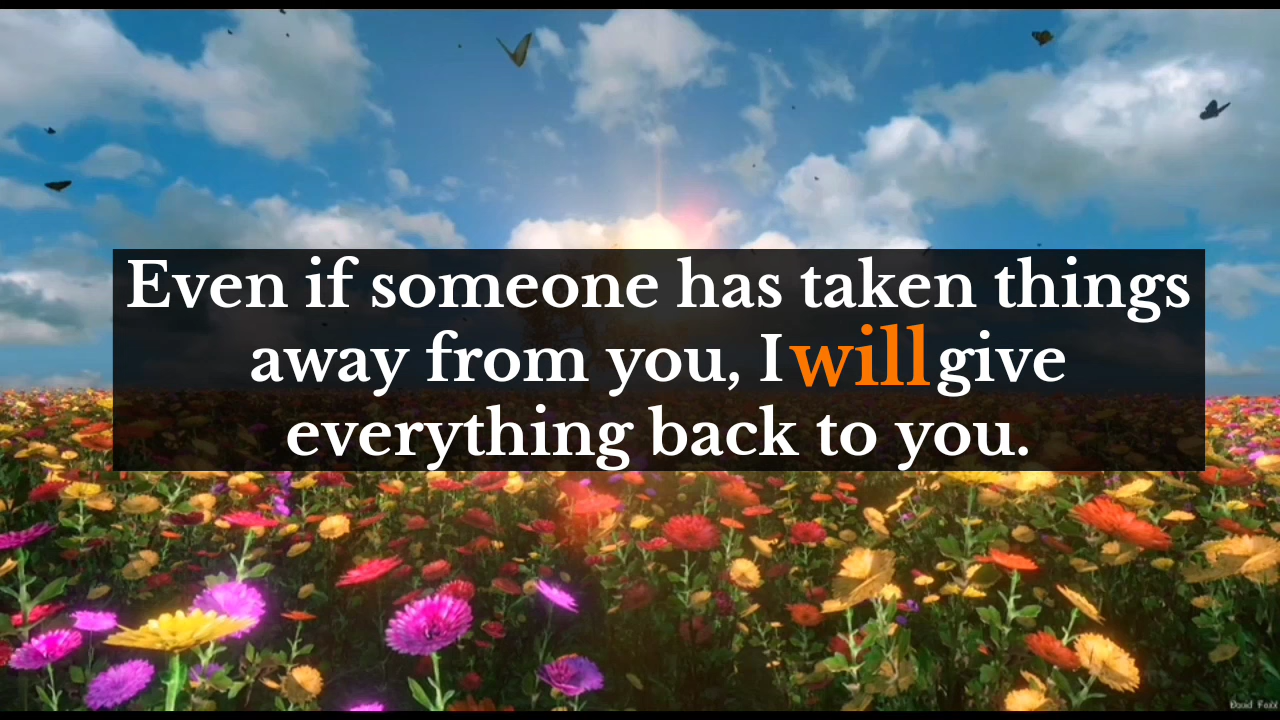 Even if someone has taken things
away from you, I will give
everything back to you.